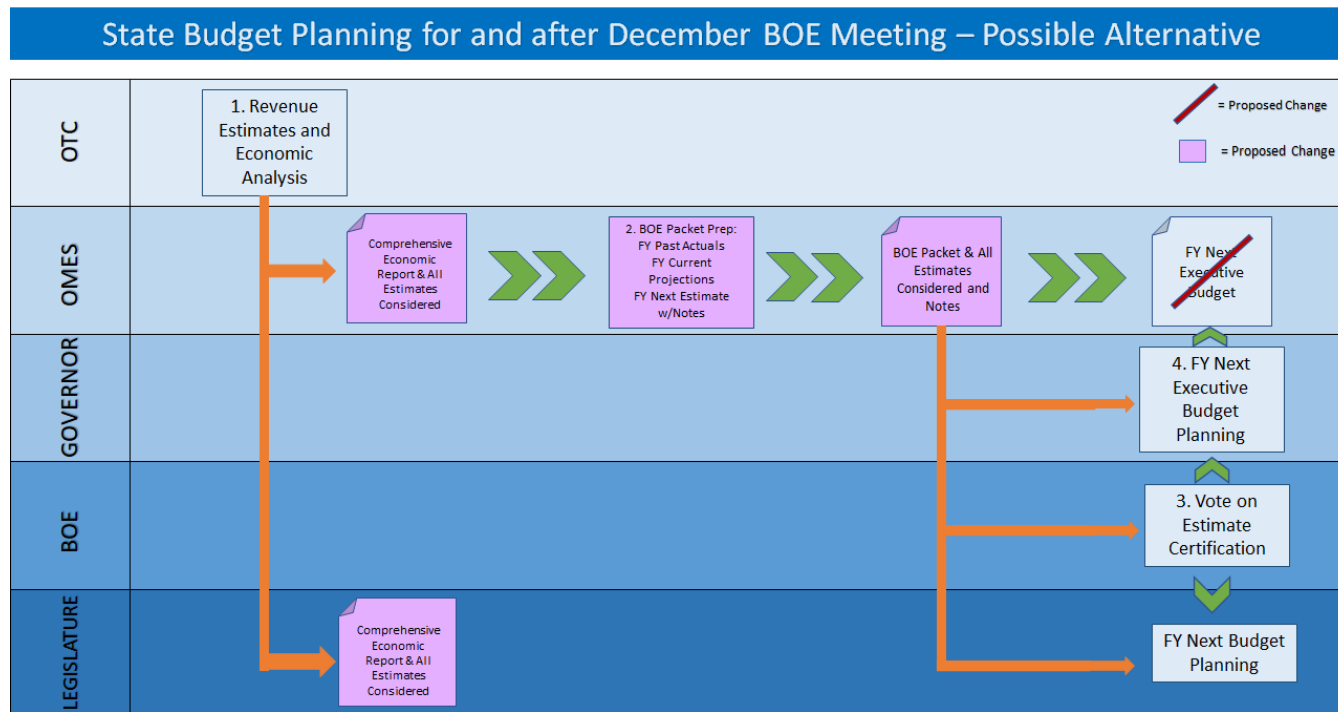 State Budget Planning for and after December BOE Meeting – Possible Alternative
OTC
1. Revenue
Estimates and
Economic
Analysis
= Proposed Change
= Proposed Change
OMES
Comprehensive
Economic
Report & All
Estimates
Considered
2. BOE Packet Prep:
FY Past Actuals
FY Current
Projections
FY Next Estimate
w/Notes
BOE Packet & All
Estimates
Considered and
Notes
FY Next
Executive
Budget
GOVERNOR
4. FY Next
Executive
Budget
Planning
BOE
3. Vote on
Estimate
Certification
LEGISLATURE
Comprehensive
Economic
Report & All
Estimates
Considered
FY Next Budget
Planning